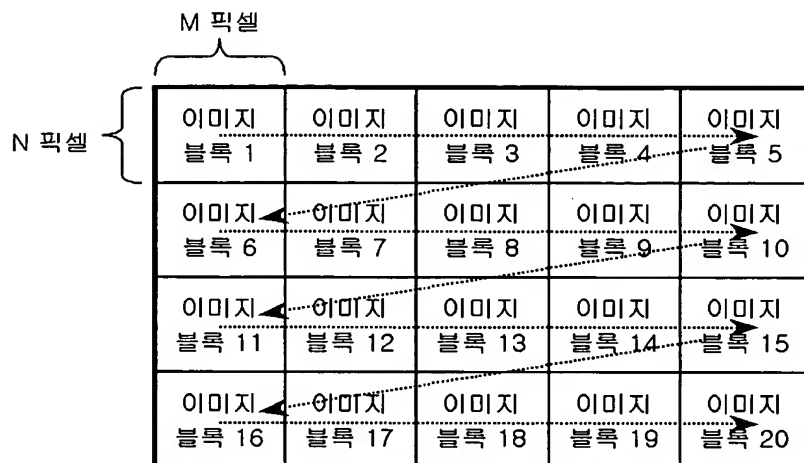 M 픽셀
N 픽셀
이미지 이미지 이미지 이미지 이미지
블록 1 블록 2 블록 3 블록 4 블록 5
이미지 이미지 이미지 이미지 이미지
블록 6 블록 7 블록 8 블록 9 블록 10
이미지 이미지 이미지 이미지 이미지
블록 11 블록 12 블록 13 블록 14 블록 15
이미지 이미지 이미지 이미지 이미지
블록 16 블록 17 블록 18 블록 19 블록 20